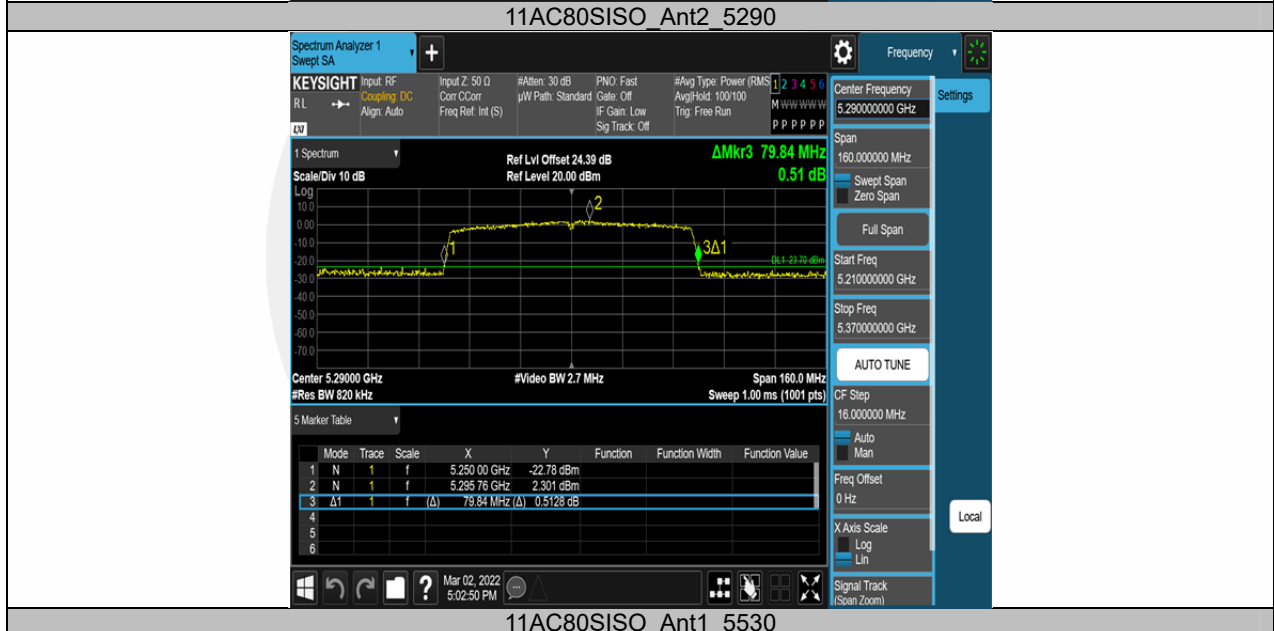 11AC80SISO_Ant2_5290
Spectrum Analyzer 1
Swept SA
+
Frequency
KEYSIGHT Input: RF Input Z: 50 Ω #Atten: 30 dB PNO: Fast #Avg Type: Power (RMS 1 2 3 4 5 6
RL Coupling: DC Corr CCorr µW Path: Standard Gate: Off Avg|Hold: 100/100 M W W W W W
Align: Auto Freq Ref: Int (S) IF Gain: Low Trig: Free Run
Sig Track: Off P P P P P P
LXI
1 Spectrum
Ref Lvl Offset 24.39 dB
ΔMkr3 79.84 MHz
Scale/Div 10 dB Ref Level 20.00 dBm 0.51 dB
Log
10.0
0.00
-10.0
-20.0
-30.0
-40.0
-50.0
-60.0
-70.0
1
2
3Δ1
DL1 -23.70 dBm
Center 5.29000 GHz #Video BW 2.7 MHz Span 160.0 MHz
#Res BW 820 kHz Sweep 1.00 ms (1001 pts)
5 Marker Table
Mode Trace Scale X Y Function Function Width Function Value
1 N 1 f 5.250 00 GHz -22.78 dBm
2 N 1 f 5.295 76 GHz 2.301 dBm
3 Δ1 1 f (Δ) 79.84 MHz (Δ) 0.5128 dB
4
5
6
?
Mar 02, 2022
5:02:50 PM
Center Frequency
5.290000000 GHz
Settings
Span
160.000000 MHz
Swept Span
Zero Span
Full Span
Start Freq
5.210000000 GHz
Stop Freq
5.370000000 GHz
AUTO TUNE
CF Step
16.000000 MHz
Auto
Man
Freq Offset
0 Hz
X Axis Scale
Log
Lin
Local
Signal Track
(Span Zoom)
11AC80SISO_Ant1_5530